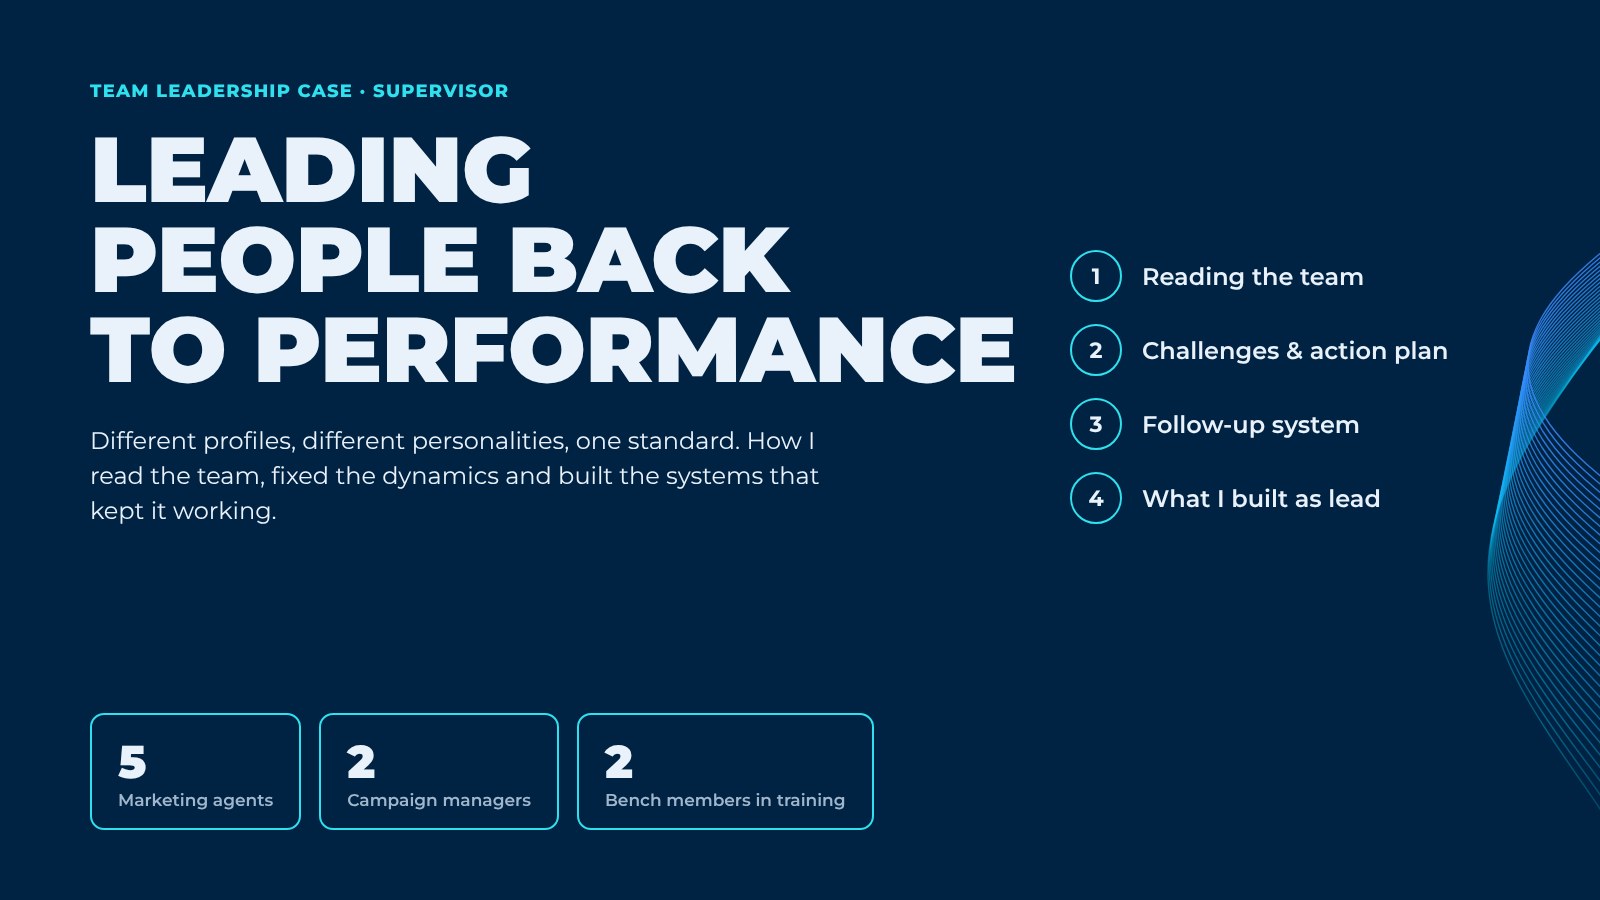 TEAM LEADERSHIP CASE · SUPERVISOR
LEADING
PEOPLE BACK
TO PERFORMANCE
Different profiles, different personalities, one standard. How I
read the team, fixed the dynamics and built the systems that
kept it working.
1 Reading the team
2 Challenges & action plan
3 Follow-up system
4 What I built as lead
5
Marketing agents
2
Campaign managers
2
Bench members in training